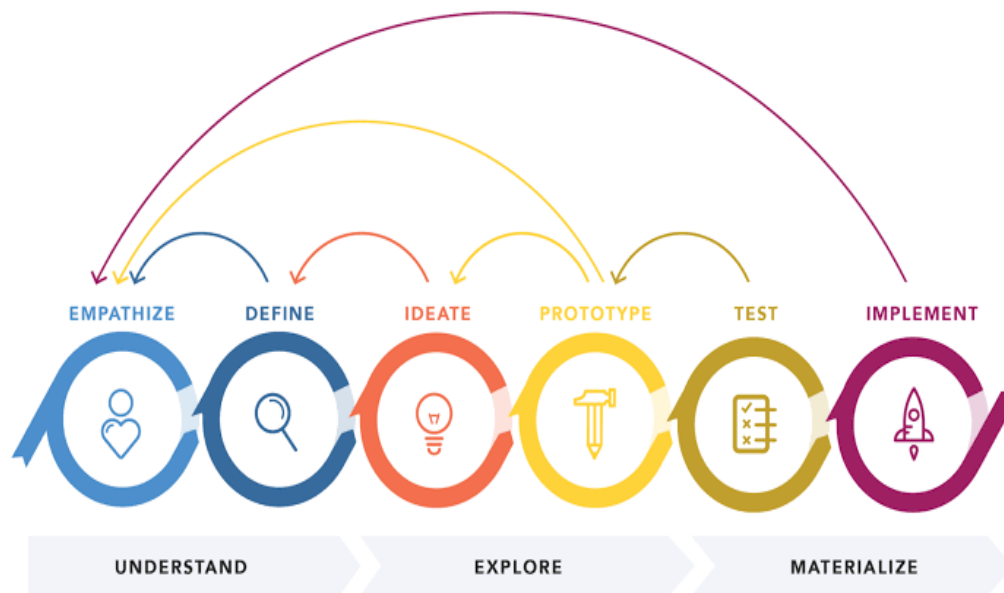 EMPATHIZE
DEFINE
IDEATE
PROTOTYPE
TEST
IMPLEMENT
UNDERSTAND
EXPLORE
MATERIALIZE